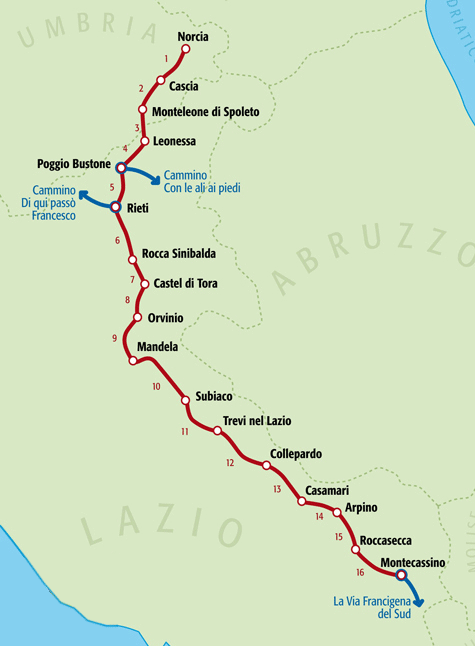 UMBRIA
ADRIATIC
Norcia
1
Cascia
2
Monteleone di Spoleto
3
Leonessa
4
Poggio Bustone
Cammino
Con le ali ai piedi
Cammino
Di qui passò
Francesco
5
Rieti
6
ABRUZZO
Rocca Sinibalda
7
Castel di Tora
8
Orvinio
9
Mandela
10
Subiaco
11
Trevi nel Lazio
12
Collepardo
13
Casamari
14
Arpino
LAZIO
15
Roccasecca
MOLISE
16
Montecassino
La Via Francigena
del Sud